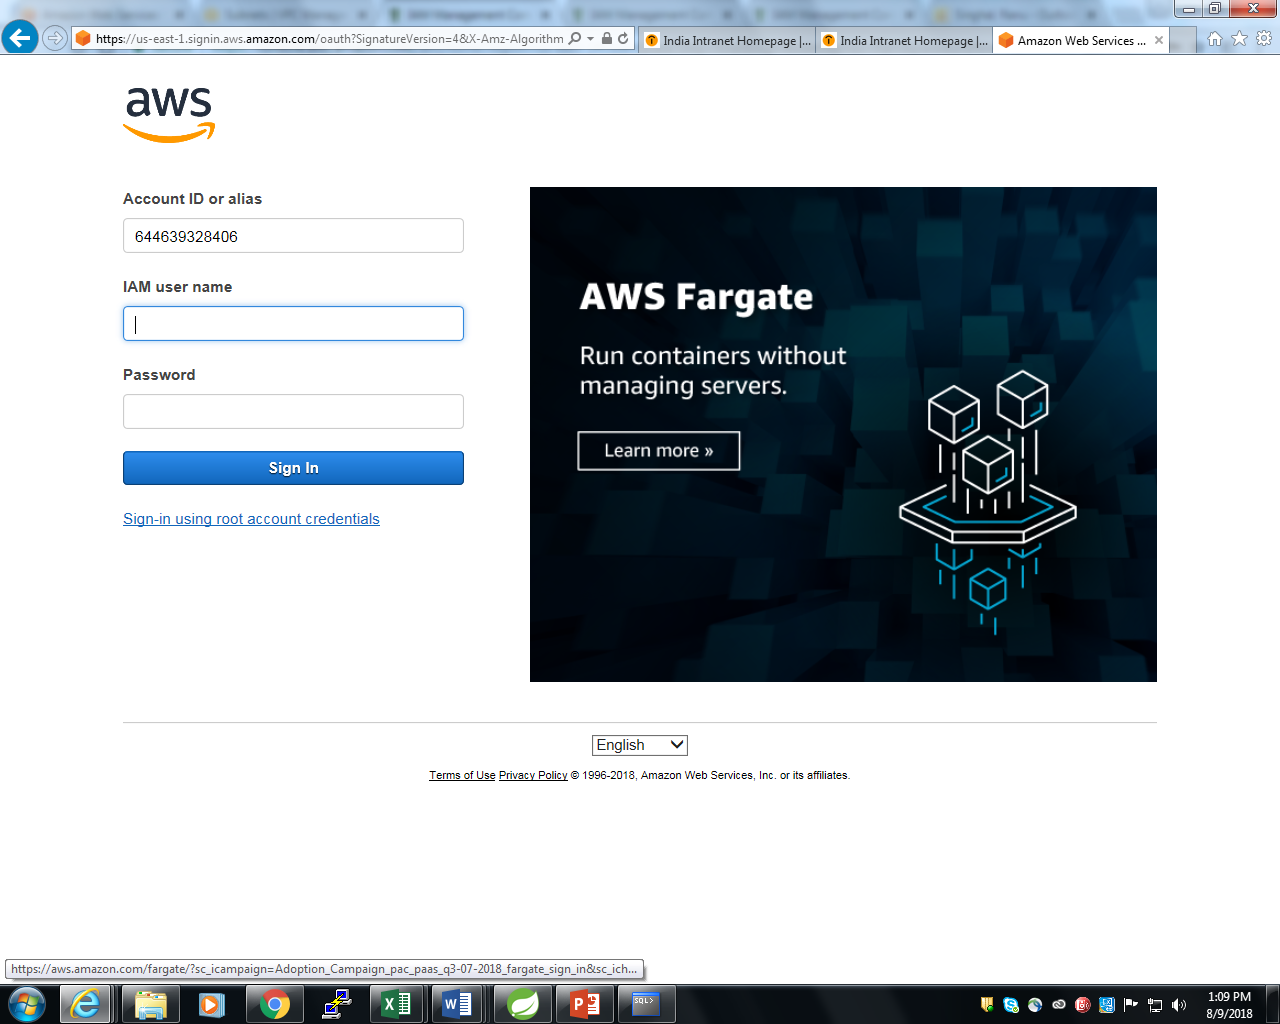 https://us-east-1.signin.aws.amazon.com/oauth?SignatureVersion=4&X-Amz-Algorithm
India Intranet Homepage |...
India Intranet Homepage |...
Amazon Web Services ...
aws
Account ID or alias
644639328406
IAM user name
Password
Sign In
Sign-in using root account credentials
AWS Fargate
Run containers without
managing servers.
Learn more »
English
Terms of Use Privacy Policy © 1996-2018, Amazon Web Services, Inc. or its affiliates.
https://aws.amazon.com/fargate/?sc_icampaign=Adoption_Campaign_pac_paas_q3-07-2018_fargate_sign_in&sc_ich...
SQL>
1:09 PM
8/9/2018